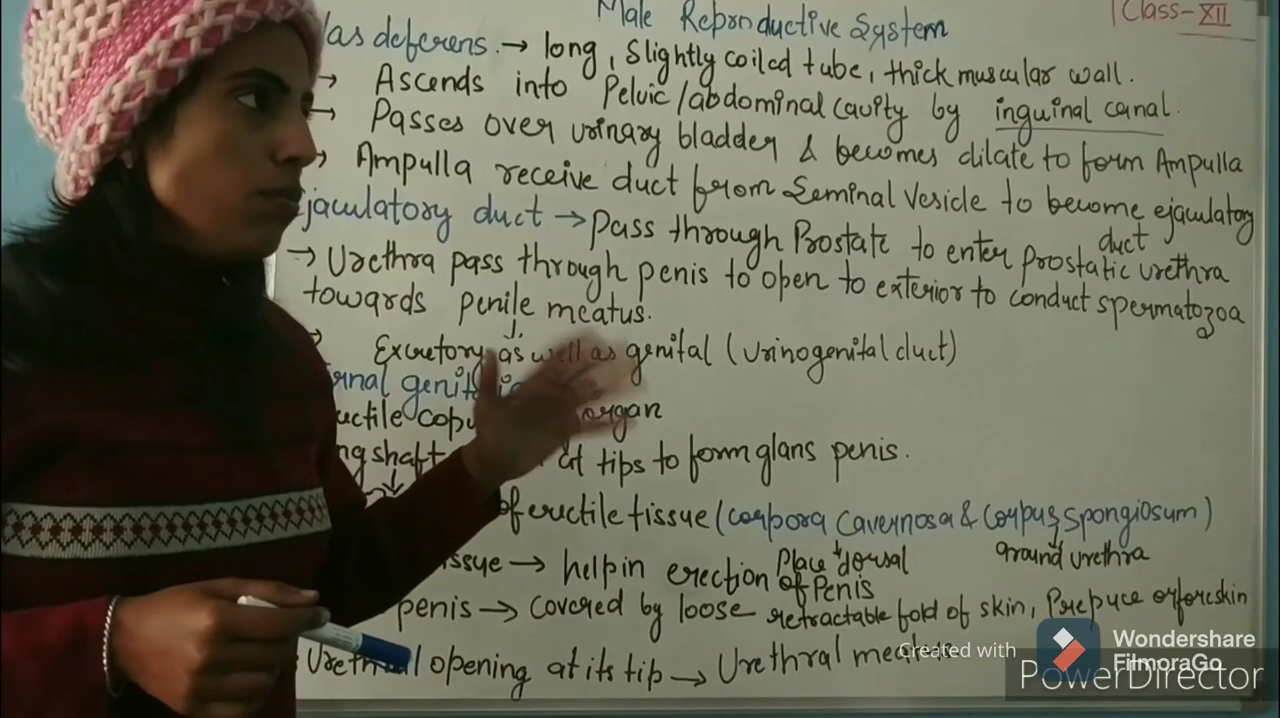 Male Reproductive System
Class-XII
Vas deferens. → long, slightly coiled tube, thick muscular wall.
→ Ascends into Pelvic/abdominal cavity by inguinal canal.
→ Passes over urinary bladder & becomes dilate to form Ampulla
→ Ampulla receive duct from Seminal Vesicle to become ejaculatory duct
Ejaculatory duct → Pass through Prostate to enter prostatic urethra
→ Urethra pass through penis to open to exterior to conduct spermatozoa
towards penile meatus.
Excretory as well as genital (Urinogenital duct)
organ
shaft at tips to form glans penis.
of erectile tissue (corpora cavernosa & corpus spongiosum)
→ help in erection Place dorsal of Penis around urethra
penis → covered by loose retractable fold of skin, Prepuce or foreskin
Urethral opening at its tip → Urethral meatus
Created with
Wondershare
FilmoraGo
PowerDirector